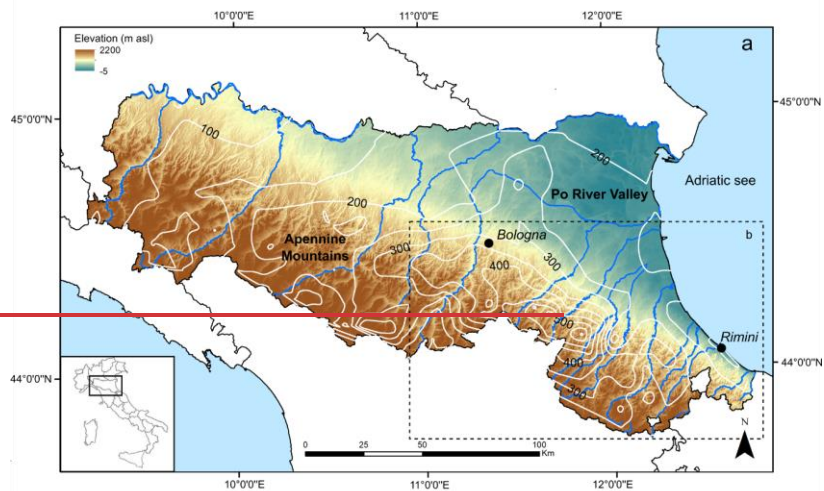 10°0'0"E
11°0'0"E
12°0'0"E
Elevation (m asl)
2200
-5
a
45°0'0"N
45°0'0"N
100
200
Adriatic see
Po River Valley
200
b
Apennine
Mountains
Bologna
300
400
300
Rimini
400
44°0'0"N
44°0'0"N
300
N
0
25
50
100
Km
10°0'0"E
11°0'0"E
12°0'0"E